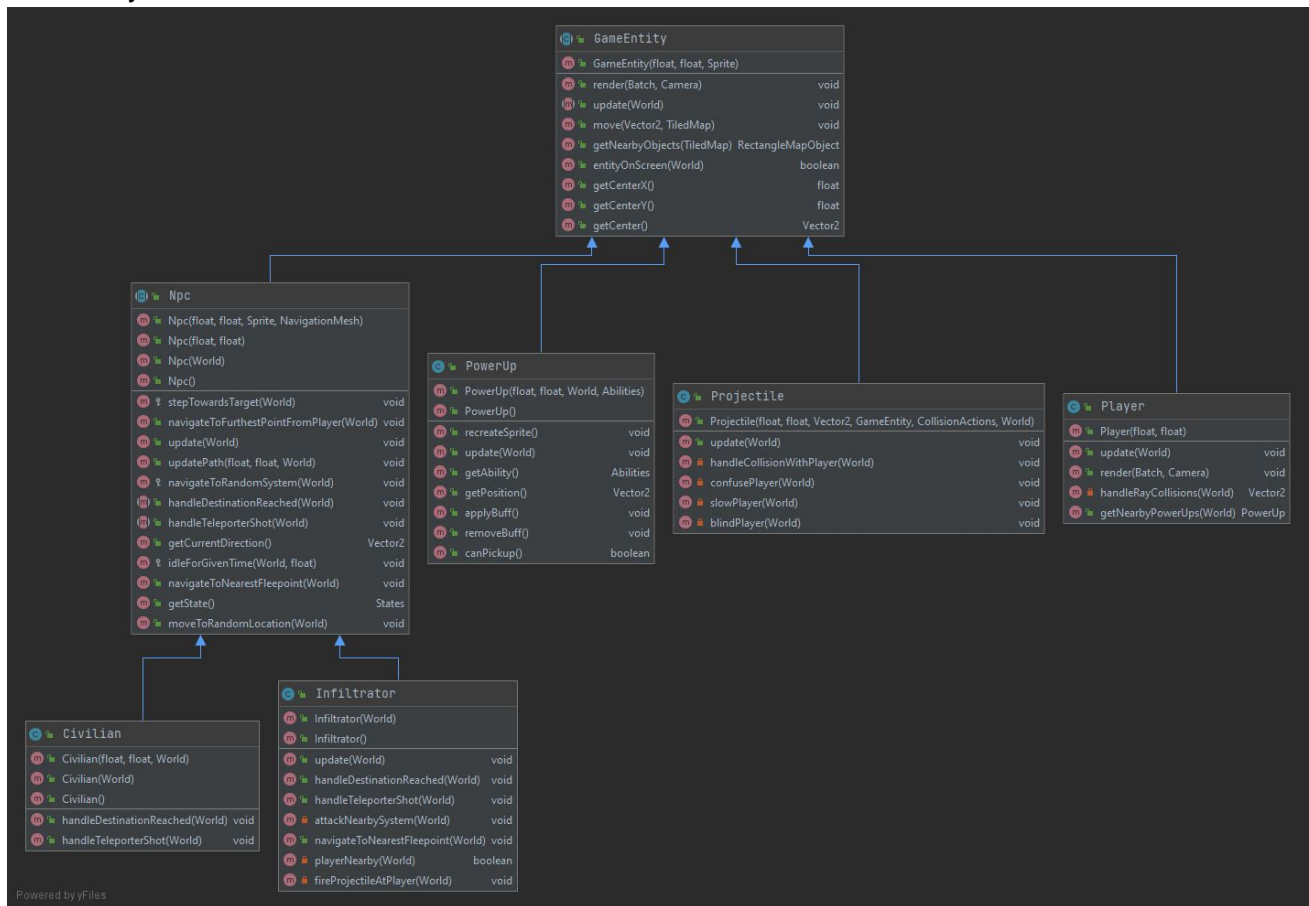 GameEntity
GameEntity(float, float, Sprite)
render(Batch, Camera) void
update(World) void
move(Vector2, TiledMap) void
getNearbyObjects(TiledMap) RectangleMapObject
entityOnScreen(World) boolean
getCenterX() float
getCenterY() float
getCenter() Vector2
Npc
Npc(float, float, Sprite, NavigationMesh)
Npc(float, float)
Npc(World)
Npc()
stepTowardsTarget(World) void
navigateToFurthestPointFromPlayer(World) void
update(World) void
updatePath(float, float, World) void
navigateToRandomSystem(World) void
handleDestinationReached(World) void
handleTeleporterShot(World) void
getCurrentDirection() Vector2
idleForGivenTime(World, float) void
navigateToNearestFleepoint(World) void
getState() States
moveToRandomLocation(World) void
PowerUp
PowerUp(float, float, World, Abilities)
PowerUp()
recreateSprite() void
update(World) void
getAbility() Abilities
getPosition() Vector2
applyBuff() void
removeBuff() void
canPickup() boolean
Projectile
Projectile(float, float, Vector2, GameEntity, CollisionActions, World)
update(World) void
handleCollisionWithPlayer(World) void
confusePlayer(World) void
slowPlayer(World) void
blindPlayer(World) void
Player
Player(float, float)
update(World) void
render(Batch, Camera) void
handleRayCollisions(World) Vector2
getNearbyPowerUps(World) PowerUp
Civilian
Civilian(float, float, World)
Civilian(World)
Civilian()
handleDestinationReached(World) void
handleTeleporterShot(World) void
Infiltrator
Infiltrator(World)
Infiltrator()
update(World) void
handleDestinationReached(World) void
handleTeleporterShot(World) void
attackNearbySystem(World) void
navigateToNearestFleepoint(World) void
playerNearby(World) boolean
fireProjectileAtPlayer(World) void
Powered by yFiles